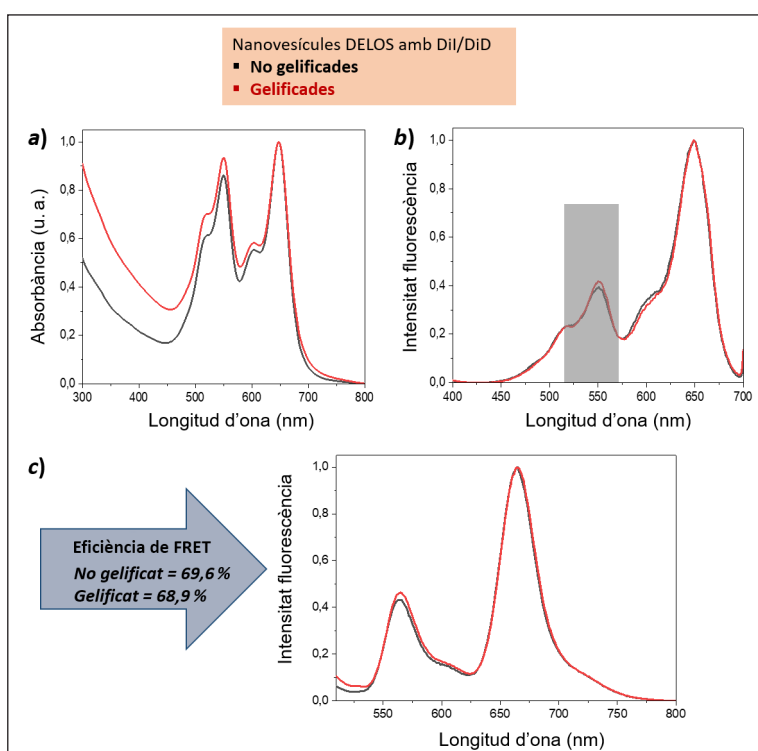 Nanovesícules DELOS amb DiI/DiD
▪ No gelificades
▪ Gelificades
a)
1,0
0,8
0,6
0,4
0,2
0,0
Absorbància (u. a.)
300 400 500 600 700 800
Longitud d’ona (nm)
b)
1,0
0,8
0,6
0,4
0,2
0,0
Intensitat fluorescència
400 450 500 550 600 650 700
Longitud d’ona (nm)
c)
Eficiència de FRET
No gelificat = 69,6 %
Gelificat = 68,9 %
1,0
0,8
0,6
0,4
0,2
0,0
Intensitat fluorescència
550 600 650 700 750 800
Longitud d’ona (nm)